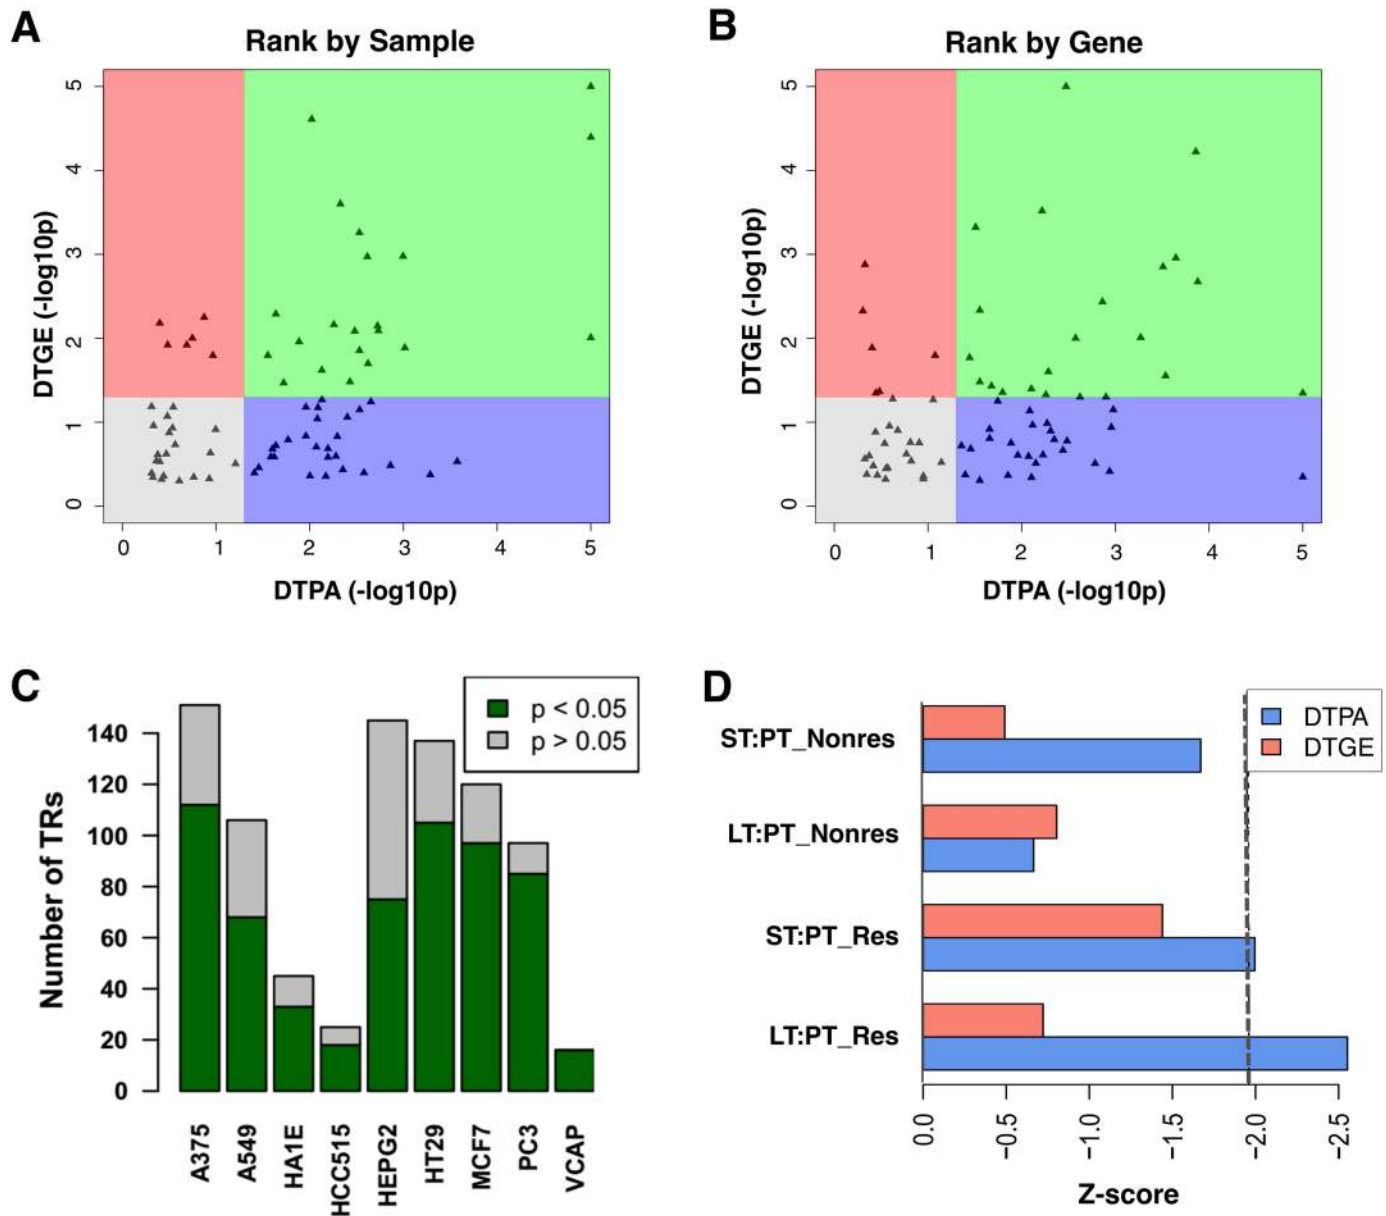 A
Rank by Sample
DTGE (-log10p)
5
4
3
2
1
0
0 1 2 3 4 5
DTPA (-log10p)
B
Rank by Gene
DTGE (-log10p)
5
4
3
2
1
0
0 1 2 3 4 5
DTPA (-log10p)
C
p < 0.05
p > 0.05
Number of TRs
140
120
100
80
60
40
20
0
A375 A549 HA1E HCC515 HEPG2 HT29 MCF7 PC3 VCAP
D
DTPA
DTGE
ST:PT_Nonres
LT:PT_Nonres
ST:PT_Res
LT:PT_Res
0.0 -0.5 -1.0 -1.5 -2.0 -2.5
Z-score